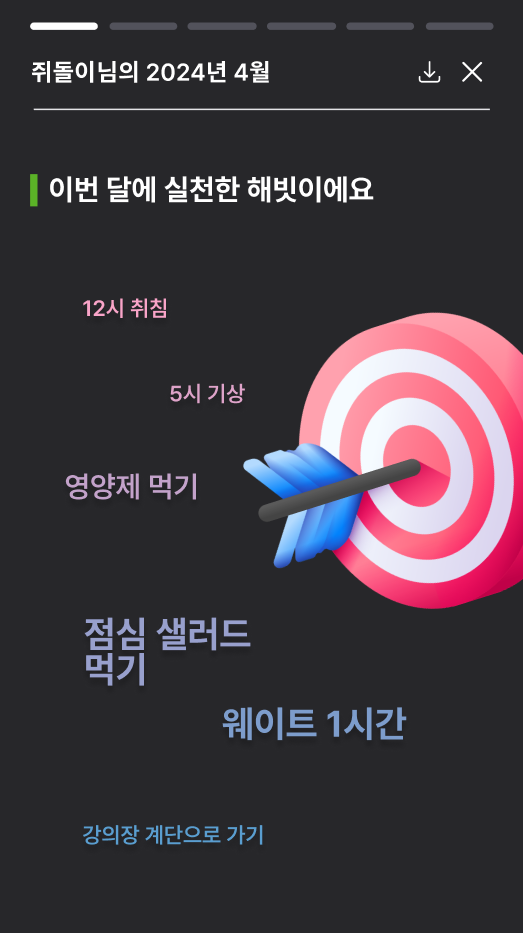 쥐돌이님의 2024년 4월
이번 달에 실천한 해빗이에요
12시 취침
5시 기상
영양제 먹기
점심 샐러드
먹기
웨이트 1시간
강의장 계단으로 가기